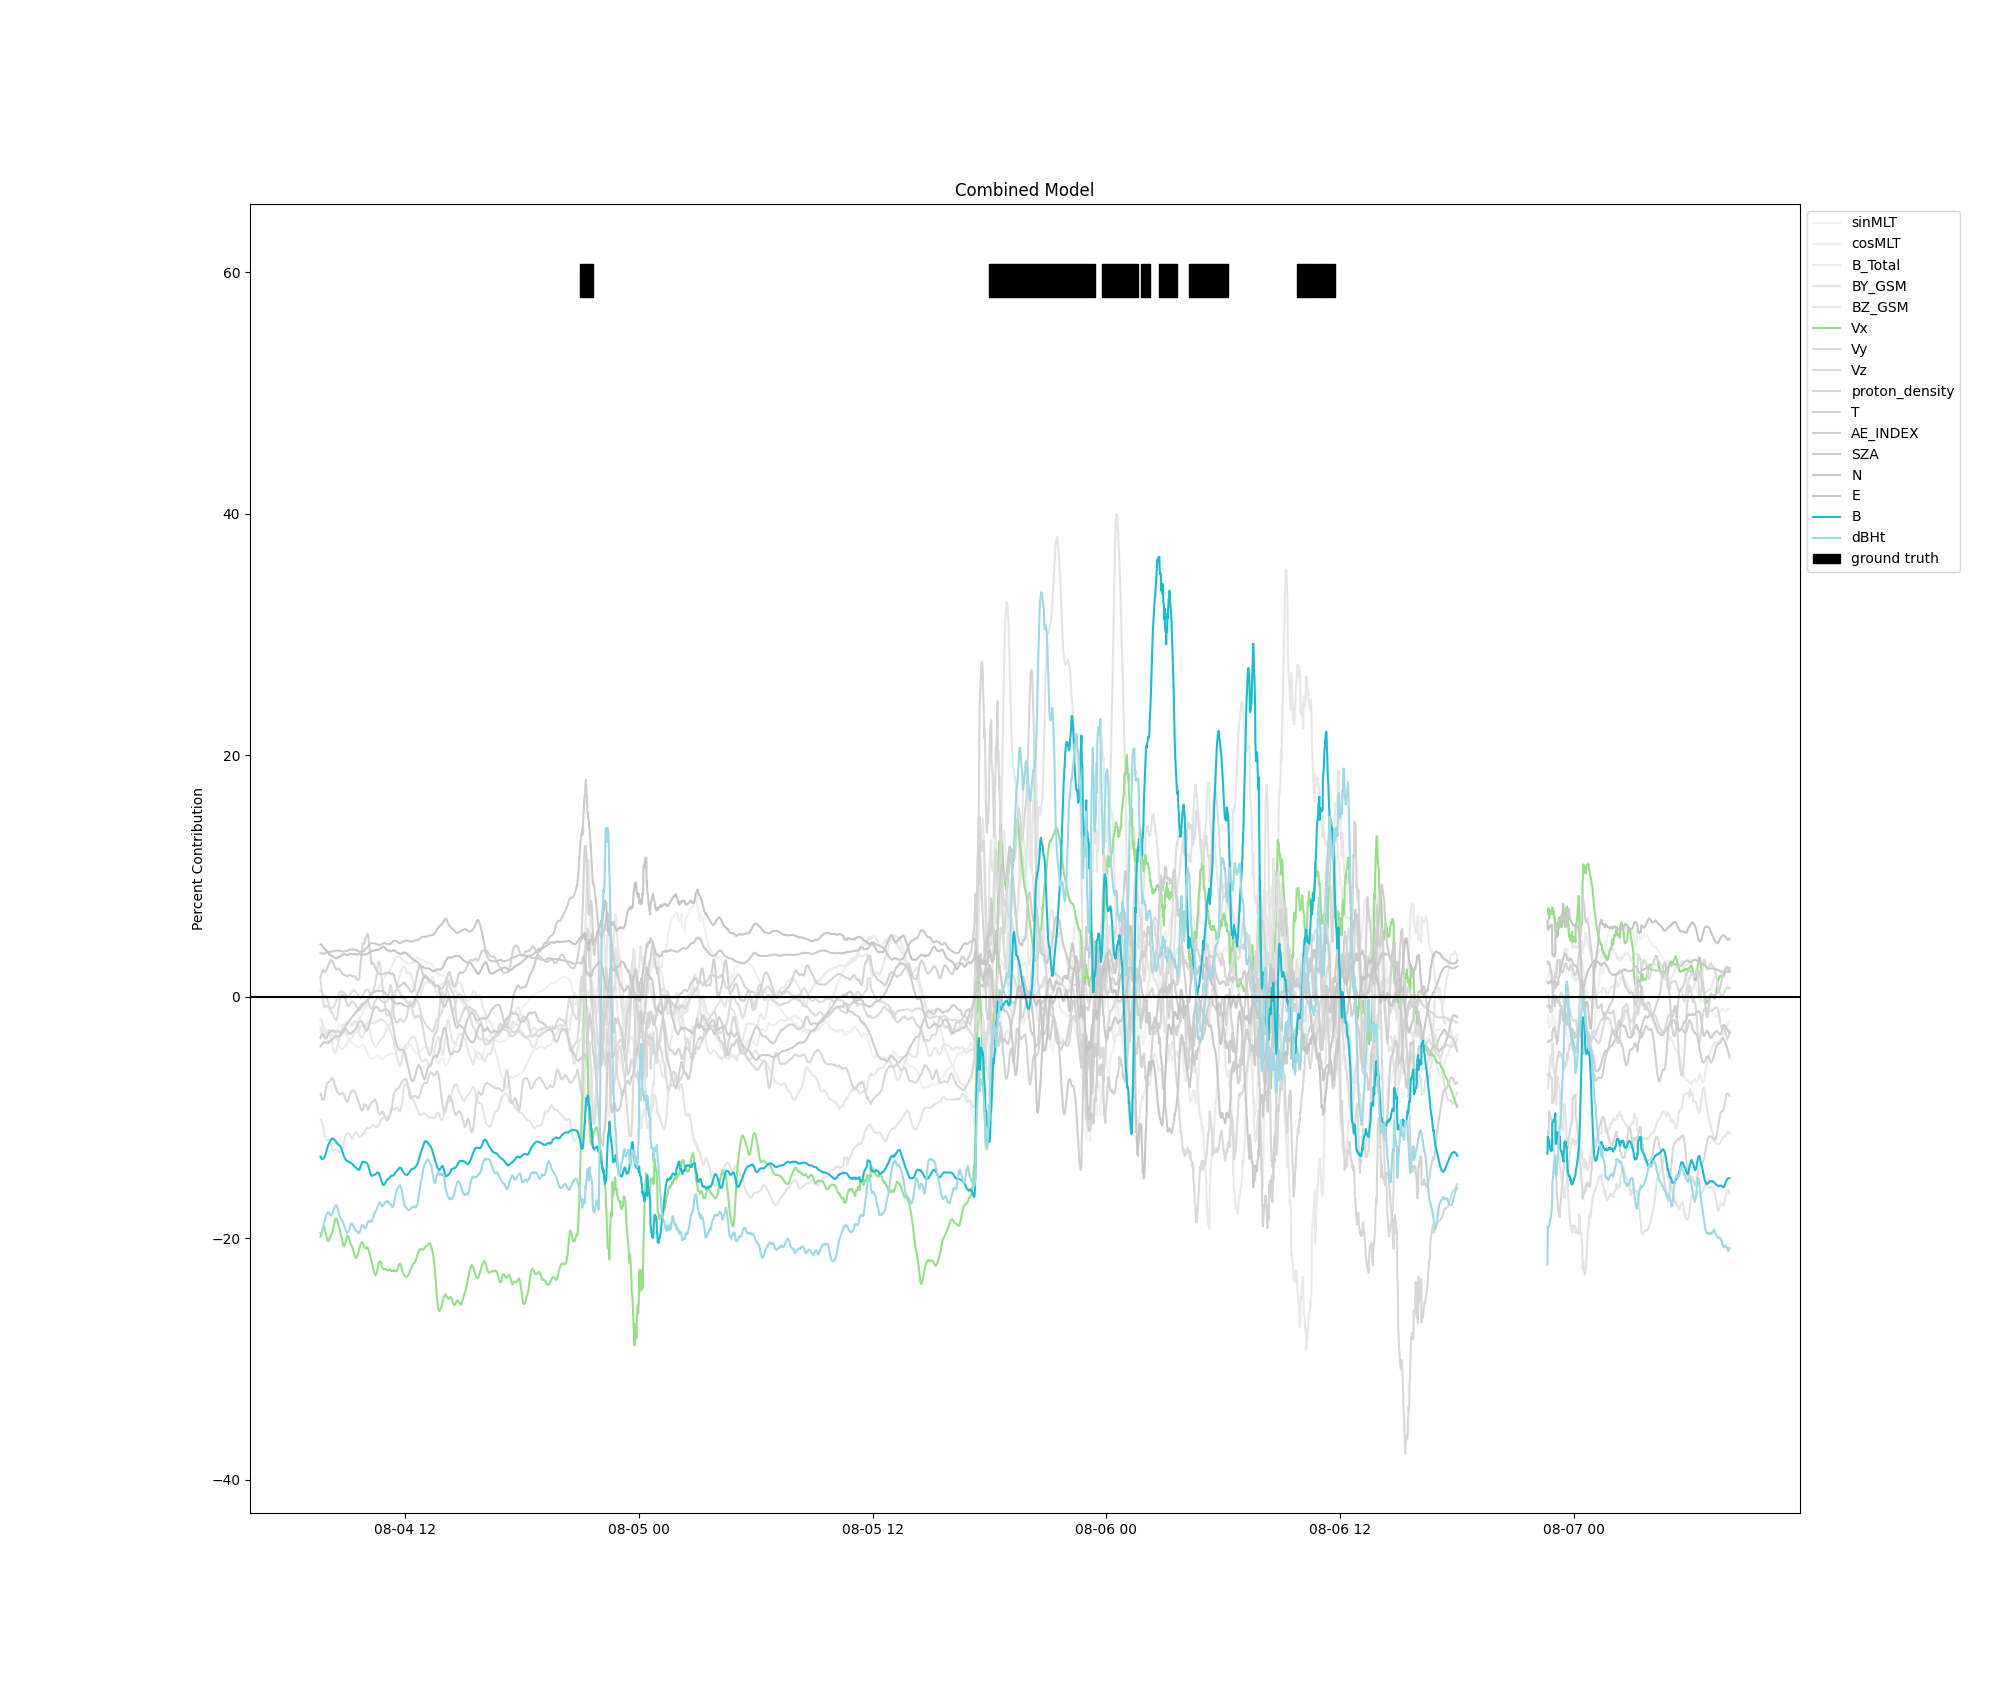 Combined Model
60
40
20
0
−20
−40
Percent Contribution
08-04 12
08-05 00
08-05 12
08-06 00
08-06 12
08-07 00
sinMLT
cosMLT
B_Total
BY_GSM
BZ_GSM
Vx
Vy
Vz
proton_density
T
AE_INDEX
SZA
N
E
B
dBHt
ground truth